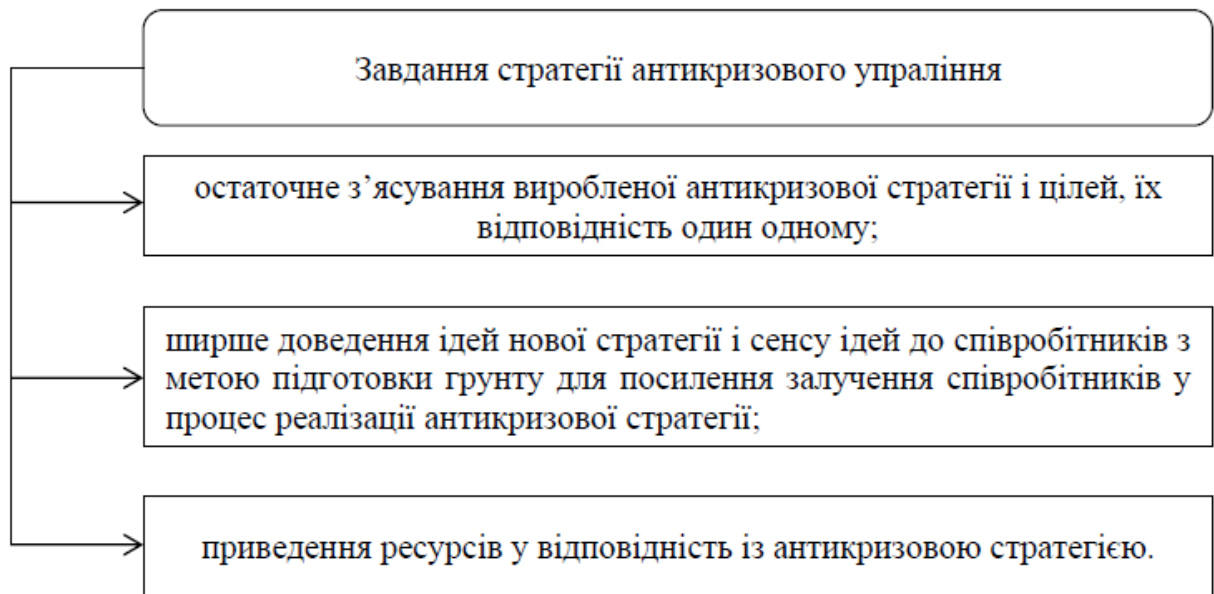 Завдання стратегії антикризового упраління
остаточне з’ясування виробленої антикризової стратегії і цілей, їх
відповідність один одному;
ширше доведення ідей нової стратегії і сенсу ідей до співробітників з
метою підготовки грунту для посилення залучення співробітників у
процес реалізації антикризової стратегії;
приведення ресурсів у відповідність із антикризовою стратегією.